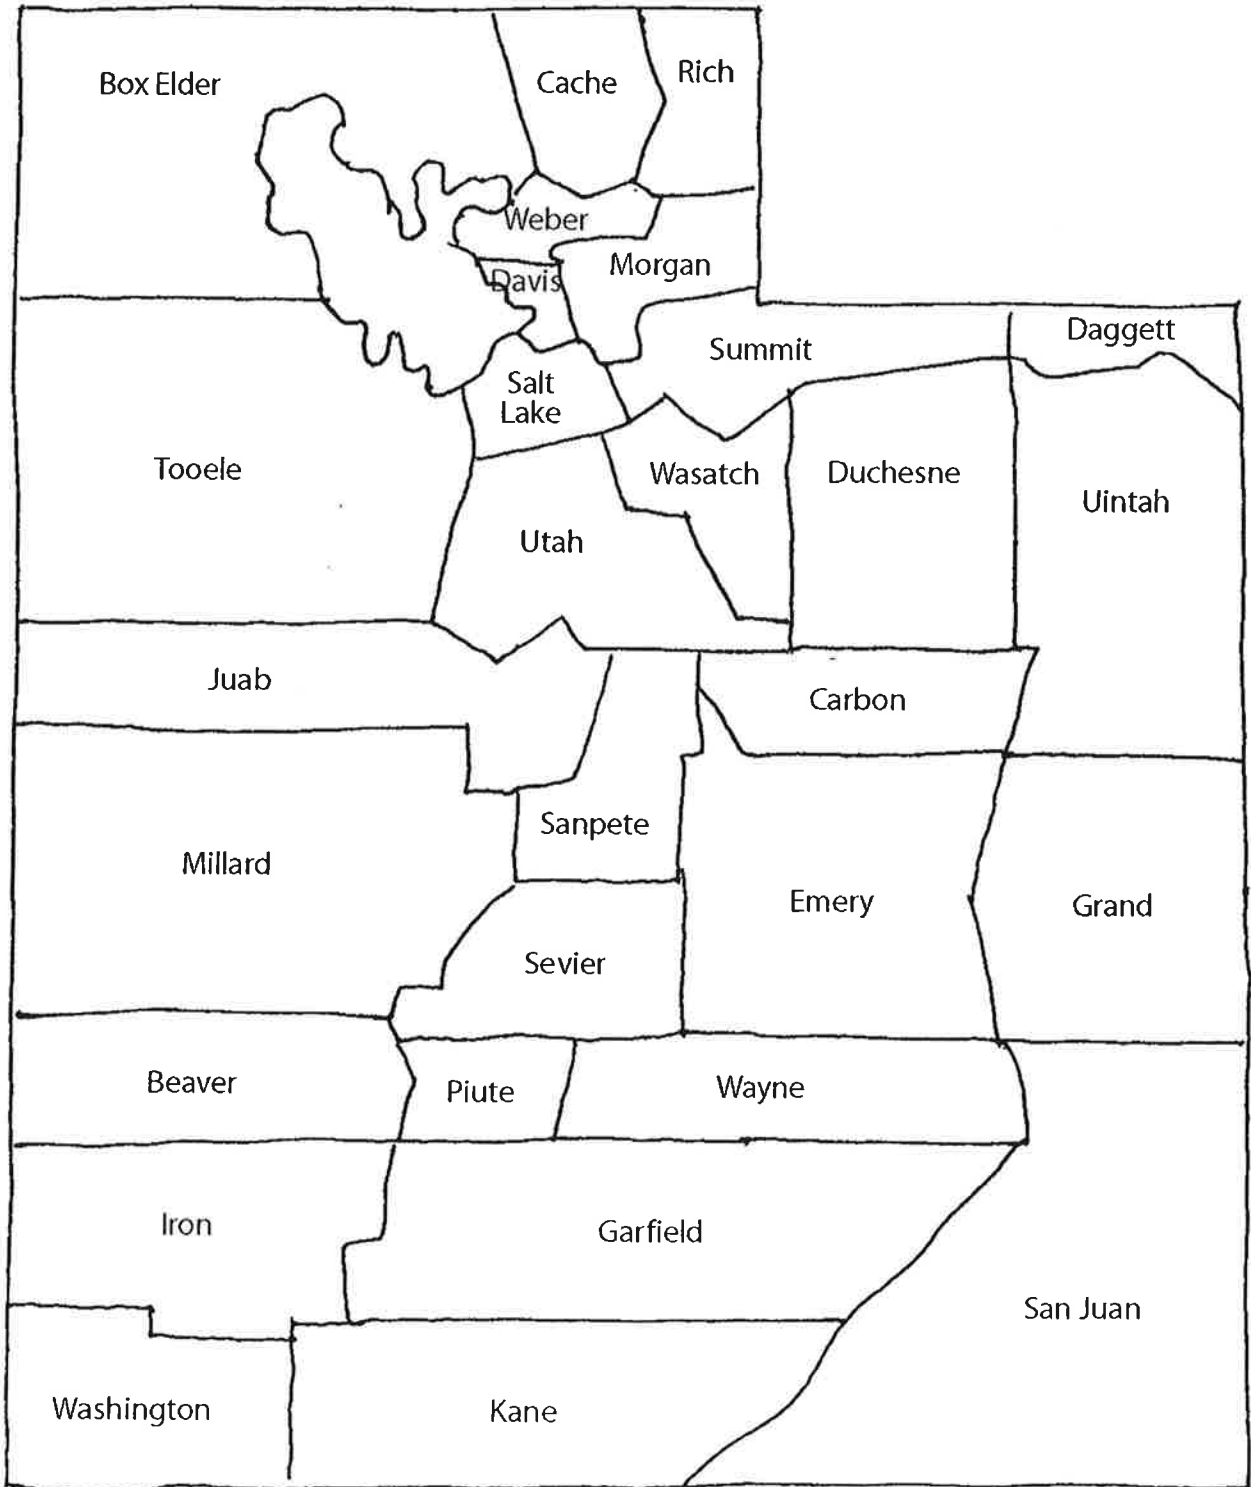 Box Elder
Cache
Rich
Weber
Morgan
Davis
Summit
Daggett
Salt
Lake
Tooele
Wasatch
Duchesne
Uintah
Utah
Juab
Carbon
Sanpete
Millard
Emery
Grand
Sevier
Beaver
Piute
Wayne
Iron
Garfield
San Juan
Washington
Kane